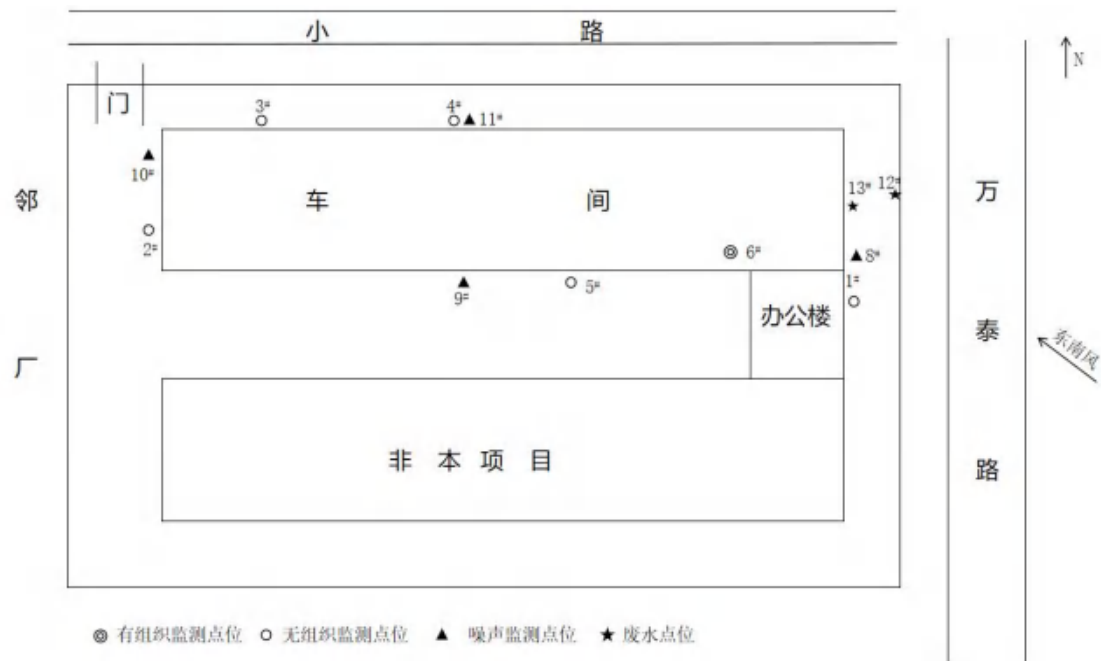 小 路
N
门
3#
4#
11#
10#
邻
车 间
13#
12#
万
2#
6#
8#
9#
5#
1#
办公楼
泰
东南风
厂
非 本 项 目
路
有组织监测点位 无组织监测点位 噪声监测点位 废水点位